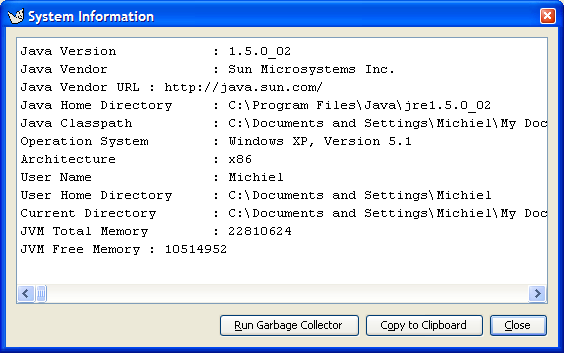 System Information
Java Version : 1.5.0_02
Java Vendor : Sun Microsystems Inc.
Java Vendor URL : http://java.sun.com/
Java Home Directory : C:\Program Files\Java\jre1.5.0_02
Java Classpath : C:\Documents and Settings\Michiel\My Doc
Operation System : Windows XP, Version 5.1
Architecture : x86
User Name : Michiel
User Home Directory : C:\Documents and Settings\Michiel
Current Directory : C:\Documents and Settings\Michiel\My Doc
JVM Total Memory : 22810624
JVM Free Memory : 10514952
Run Garbage Collector Copy to Clipboard Close